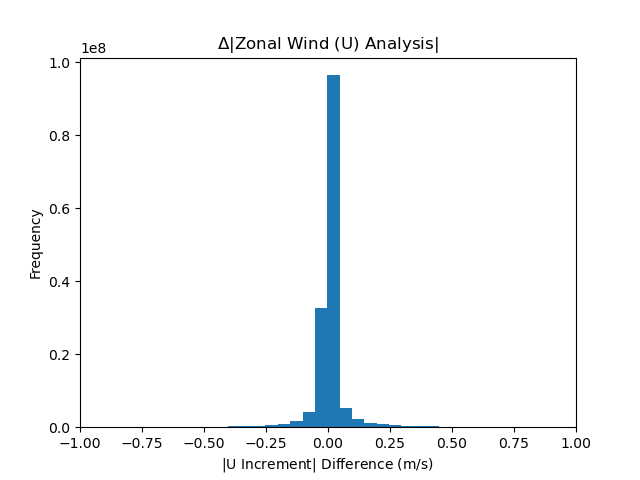 Δ|Zonal Wind (U) Analysis|
1e8
1.0
0.8
0.6
0.4
0.2
0.0
Frequency
−1.00 −0.75 −0.50 −0.25 0.00 0.25 0.50 0.75 1.00
|U Increment| Difference (m/s)